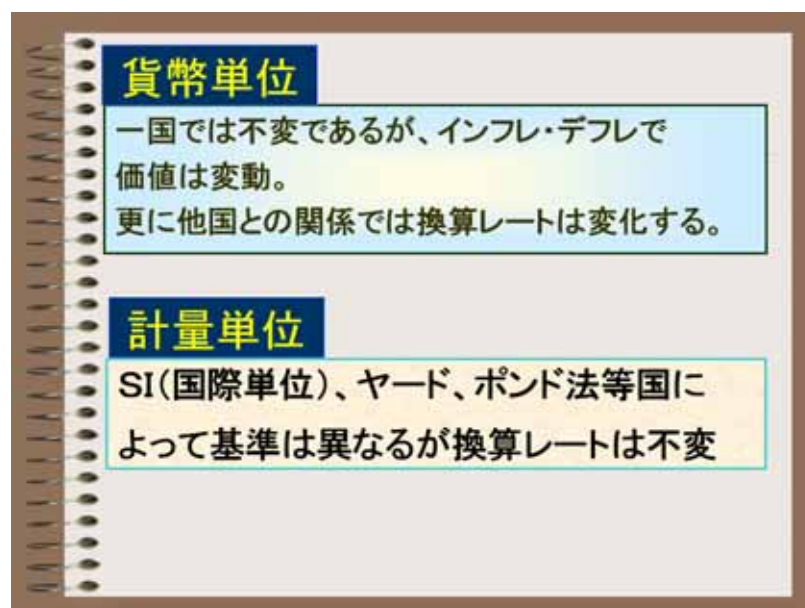 貨幣単位
一国では不変であるが、インフレ・デフレで
価値は変動。
更に他国との関係では換算レートは変化する。
計量単位
SI(国際単位)、ヤード、ポンド法等国に
よって基準は異なるが換算レートは不変